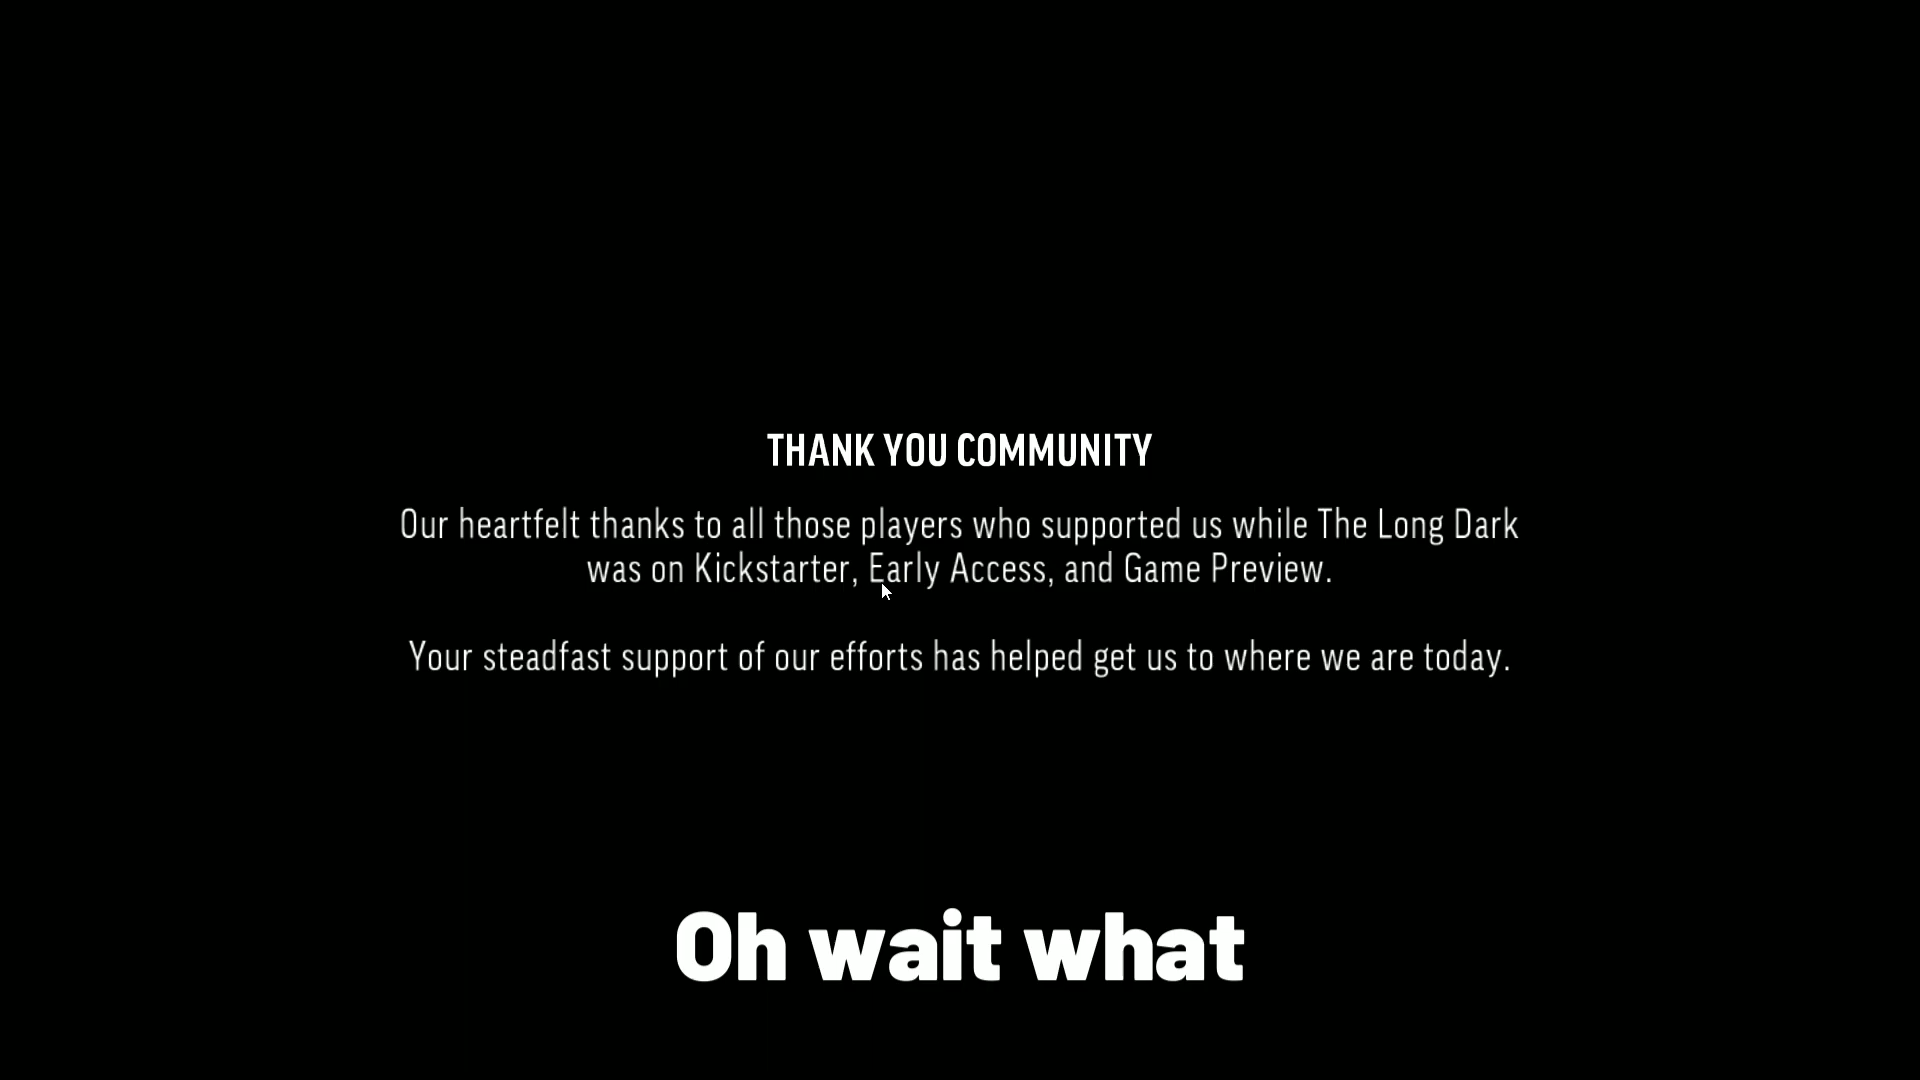 THANK YOU COMMUNITY
Our heartfelt thanks to all those players who supported us while The Long Dark
was on Kickstarter, Early Access, and Game Preview.
Your steadfast support of our efforts has helped get us to where we are today.
Oh wait what